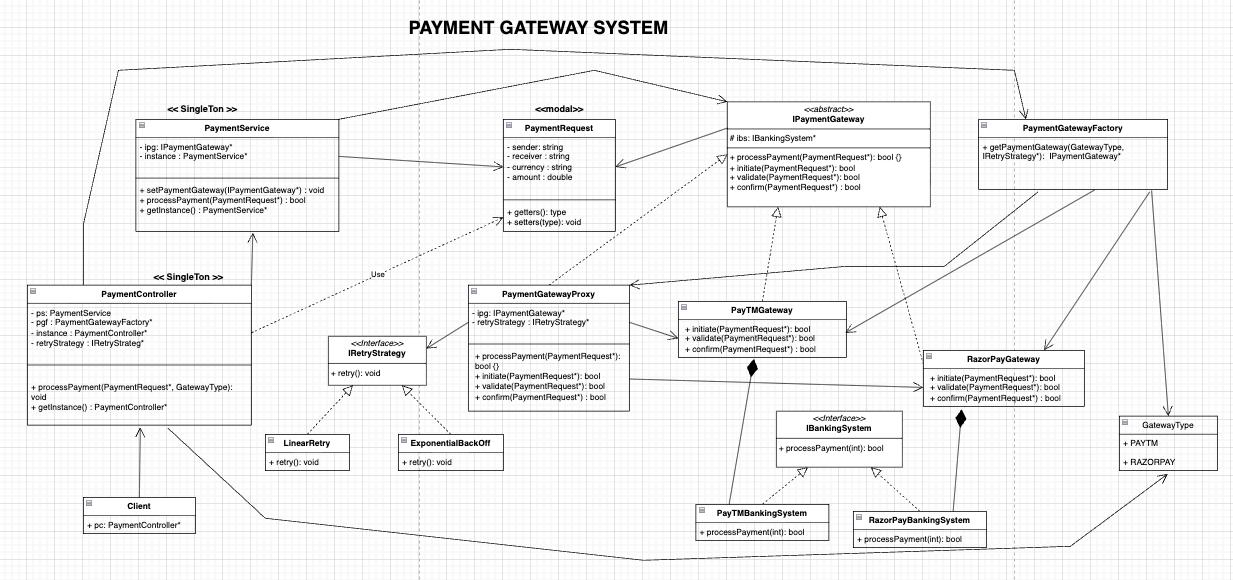 PAYMENT GATEWAY SYSTEM
<< SingleTon >>
PaymentService
- ipg: IPaymentGateway*
- instance : PaymentService*
+ setPaymentGateway(IPaymentGateway*) : void
+ processPayment(PaymentRequest*) : bool
+ getInstance() : PaymentService*
<<modal>>
PaymentRequest
- sender: string
- receiver : string
- currency : string
- amount : double
+ getters(): type
+ setters(type): void
<<abstract>>
IPaymentGateway
# ibs: IBankingSystem*
+ processPayment(PaymentRequest*): bool {}
+ initiate(PaymentRequest*): bool
+ validate(PaymentRequest*): bool
+ confirm(PaymentRequest*) : bool
PaymentGatewayFactory
+ getPaymentGateway(GatewayType,
IRetryStrategy*): IPaymentGateway*
Use
<< SingleTon >>
PaymentController
- ps: PaymentService
- pgf : PaymentGatewayFactory*
- instance : PaymentController*
- retryStrategy : IRetryStrateg*
+ processPayment(PaymentRequest*, GatewayType):
void
+ getInstance() : PaymentController*
<<Interface>>
IRetryStrategy
+ retry(): void
PaymentGatewayProxy
- ipg: IPaymentGateway*
- retryStrategy : IRetryStrategy*
+ processPayment(PaymentRequest*):
bool {}
+ initiate(PaymentRequest*): bool
+ validate(PaymentRequest*): bool
+ confirm(PaymentRequest*) : bool
PayTMGateway
+ initiate(PaymentRequest*): bool
+ validate(PaymentRequest*): bool
+ confirm(PaymentRequest*) : bool
RazorPayGateway
+ initiate(PaymentRequest*): bool
+ validate(PaymentRequest*): bool
+ confirm(PaymentRequest*) : bool
LinearRetry
+ retry(): void
ExponentialBackOff
+ retry(): void
<<Interface>>
IBankingSystem
+ processPayment(int): bool
GatewayType
+ PAYTM
+ RAZORPAY
Client
+ pc: PaymentController*
PayTMBankingSystem
+ processPayment(int): bool
RazorPayBankingSystem
+ processPayment(int): bool